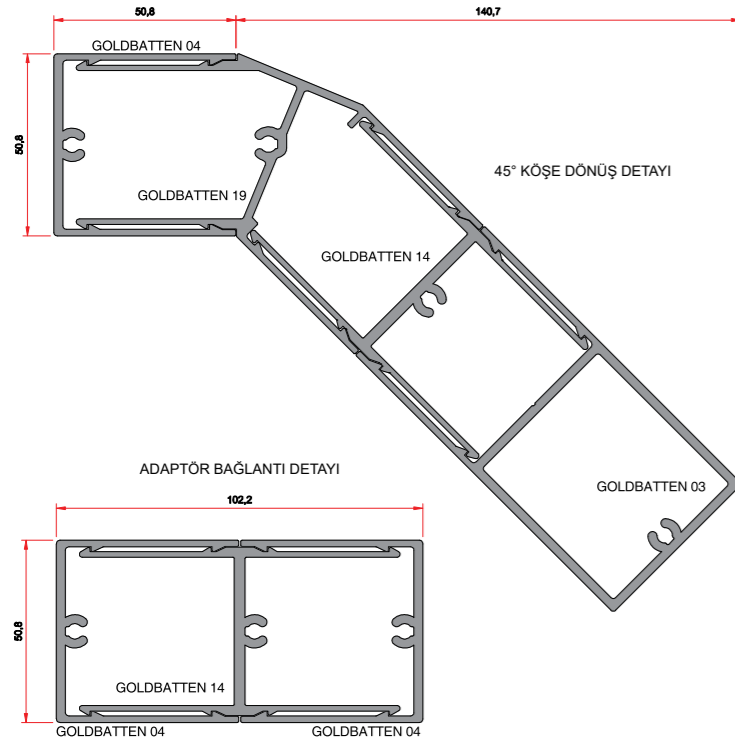 50,8
140,7
GOLDBATTEN 04
50,8
45° KÖŞE DÖNÜŞ DETAYI
GOLDBATTEN 19
GOLDBATTEN 14
ADAPTÖR BAĞLANTI DETAYI
GOLDBATTEN 03
102,2
50,8
GOLDBATTEN 14
GOLDBATTEN 04
GOLDBATTEN 04